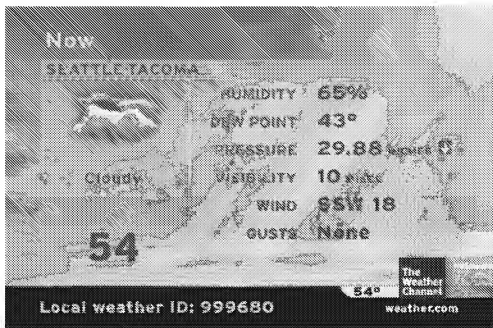 Now
SEATTLE-TACOMA
HUMIDITY 65%
DEW POINT 43°
PRESSURE 29.88
Cloudy
VISIBILITY 10 MILES
WIND SSW 18
54
GUSTS None
54°
The
Weather
Channel
Local weather ID: 999680
weather.com